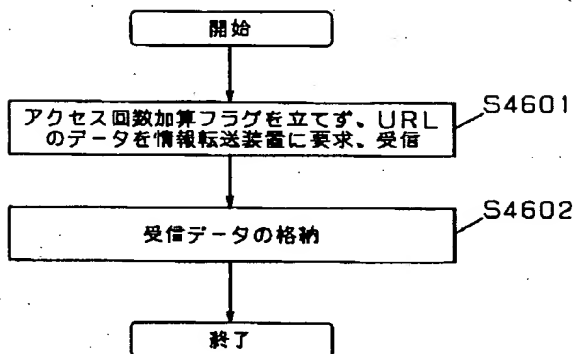 開始
アクセス回数加算フラグを立てず、URL
のデータを情報転送装置に要求、受信
S4601
受信データの格納
S4602
終了